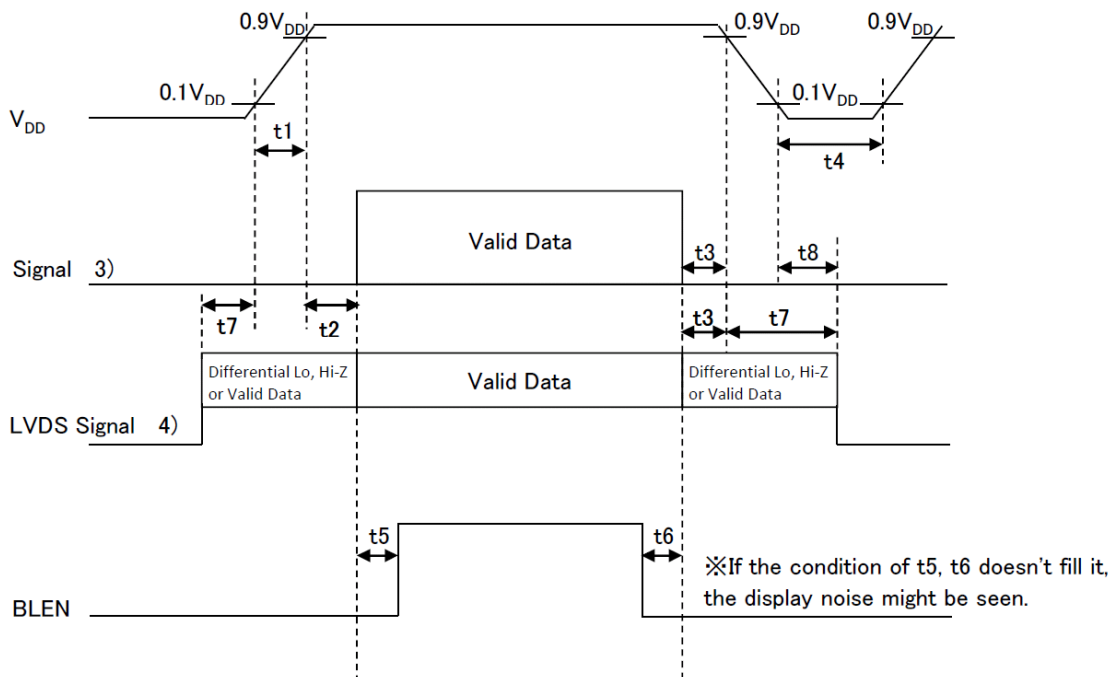 0.9VDD 0.9VDD 0.9VDD
0.1VDD 0.1VDD
VDD
t1
t4
Valid Data
t3 t8
Signal 3)
t7 t2 t3 t7
Differential Lo, Hi-Z
or Valid Data
Valid Data
Differential Lo, Hi-Z
or Valid Data
LVDS Signal 4)
t5 t6
※If the condition of t5, t6 doesn't fill it,
the display noise might be seen.
BLEN